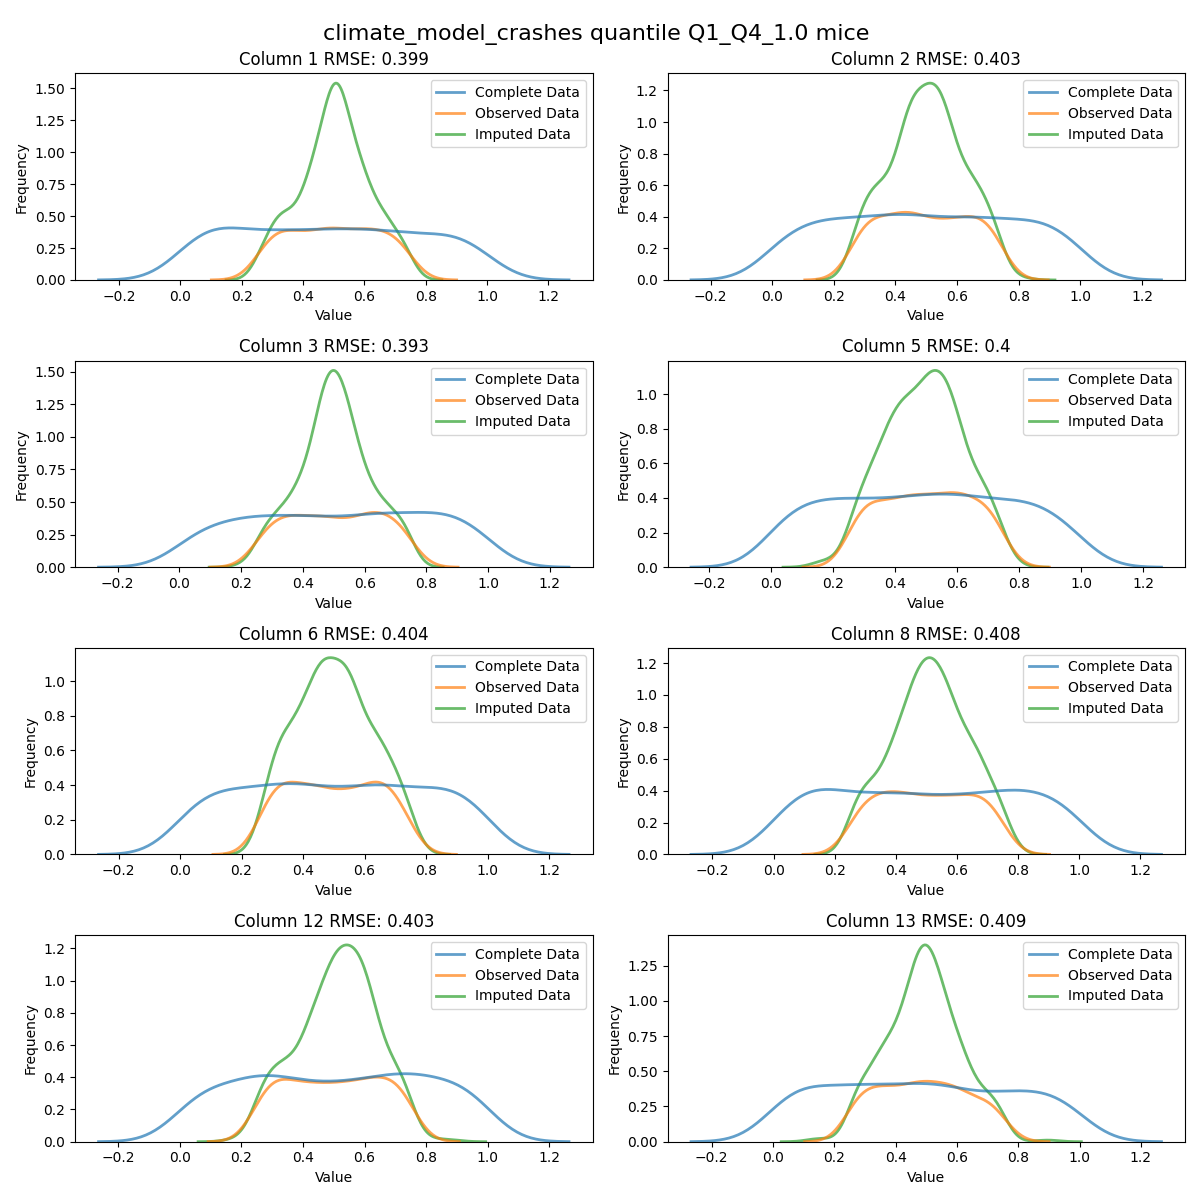 climate_model_crashes quantile Q1_Q4_1.0 mice
Column 1 RMSE: 0.399
Frequency
1.50
1.25
1.00
0.75
0.50
0.25
0.00
Complete Data
Observed Data
Imputed Data
−0.2 0.0 0.2 0.4 0.6 0.8 1.0 1.2
Value
Column 2 RMSE: 0.403
Frequency
1.2
1.0
0.8
0.6
0.4
0.2
0.0
Complete Data
Observed Data
Imputed Data
−0.2 0.0 0.2 0.4 0.6 0.8 1.0 1.2
Value
Column 3 RMSE: 0.393
Frequency
1.50
1.25
1.00
0.75
0.50
0.25
0.00
Complete Data
Observed Data
Imputed Data
−0.2 0.0 0.2 0.4 0.6 0.8 1.0 1.2
Value
Column 5 RMSE: 0.4
Frequency
1.0
0.8
0.6
0.4
0.2
0.0
Complete Data
Observed Data
Imputed Data
−0.2 0.0 0.2 0.4 0.6 0.8 1.0 1.2
Value
Column 6 RMSE: 0.404
Frequency
1.0
0.8
0.6
0.4
0.2
0.0
Complete Data
Observed Data
Imputed Data
−0.2 0.0 0.2 0.4 0.6 0.8 1.0 1.2
Value
Column 8 RMSE: 0.408
Frequency
1.2
1.0
0.8
0.6
0.4
0.2
0.0
Complete Data
Observed Data
Imputed Data
−0.2 0.0 0.2 0.4 0.6 0.8 1.0 1.2
Value
Column 12 RMSE: 0.403
Frequency
1.2
1.0
0.8
0.6
0.4
0.2
0.0
Complete Data
Observed Data
Imputed Data
−0.2 0.0 0.2 0.4 0.6 0.8 1.0 1.2
Value
Column 13 RMSE: 0.409
Frequency
1.25
1.00
0.75
0.50
0.25
0.00
Complete Data
Observed Data
Imputed Data
−0.2 0.0 0.2 0.4 0.6 0.8 1.0 1.2
Value